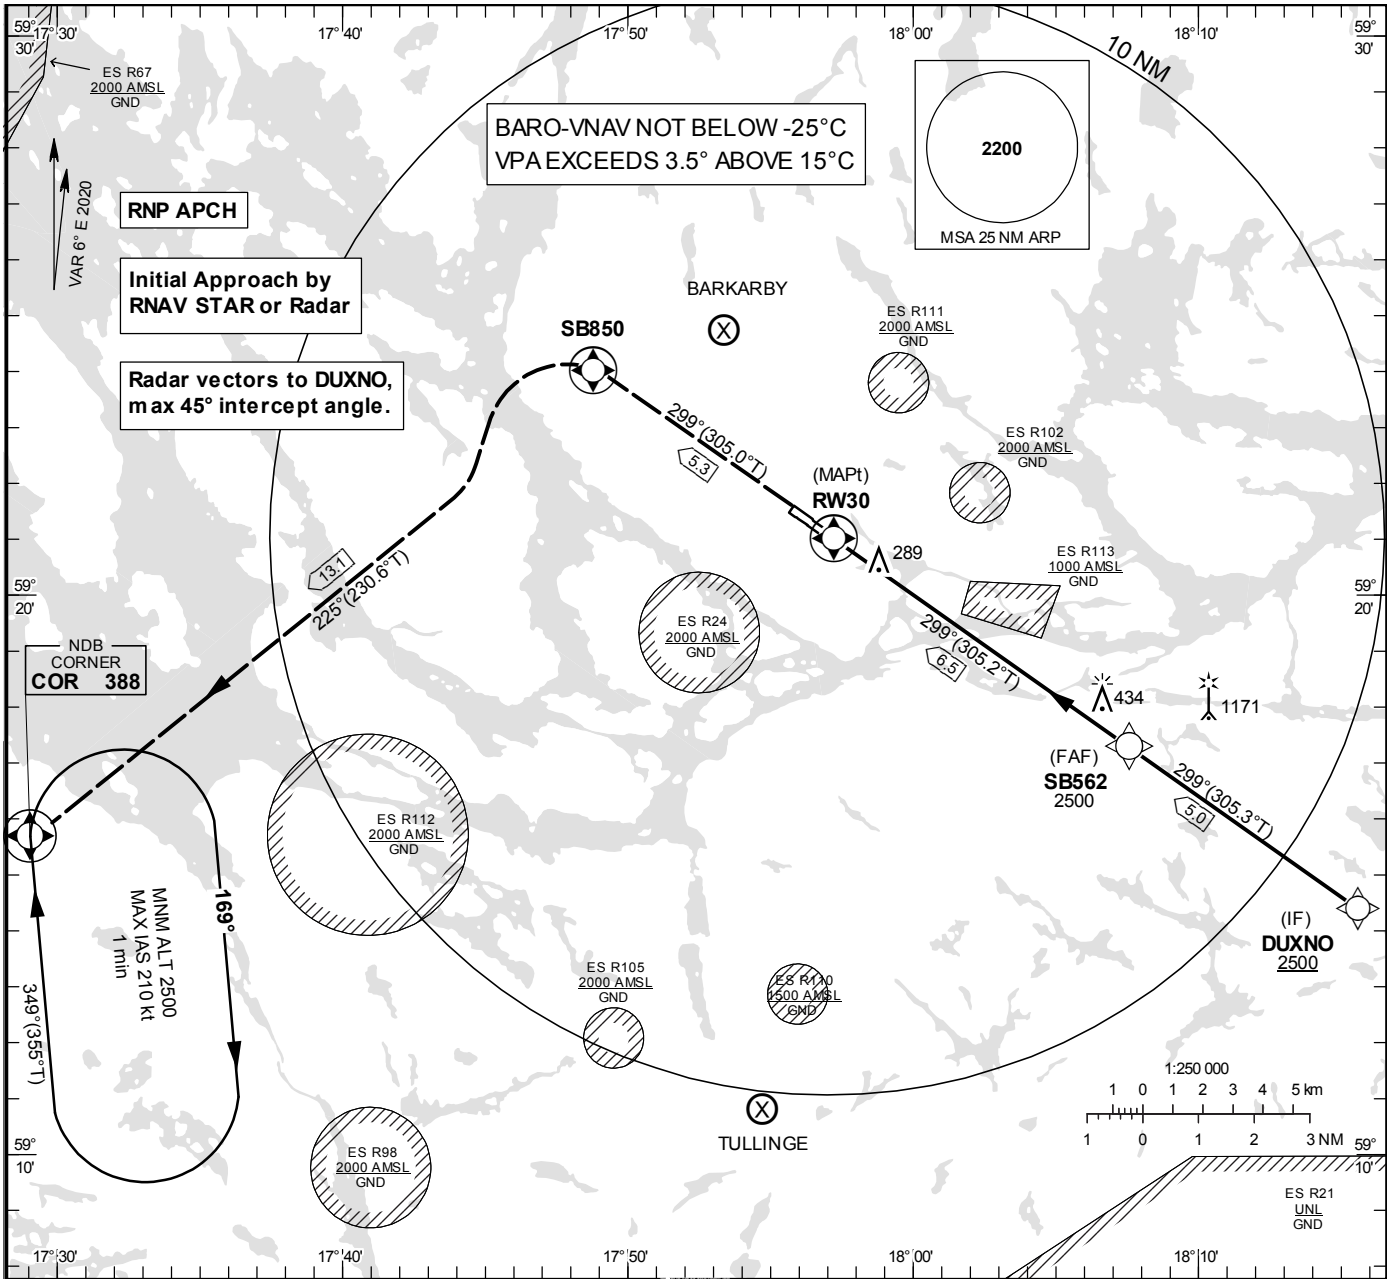 59°
30'
17°30'
17°40'
17°50'
18°00'
18°10'
59°
30'
10 NM
ES R67
2000 AMSL
GND
BARO-VNAV NOT BELOW -25°C
VPA EXCEEDS 3.5° ABOVE 15°C
2200
MSA 25 NM ARP
VAR 6° E 2020
RNP APCH
Initial Approach by
RNAV STAR or Radar
Radar vectors to DUXNO,
max 45° intercept angle.
BARKARBY
X
SB850
ES R111
2000 AMSL
GND
299°(305.0°T)
5.3
ES R102
2000 AMSL
GND
(MAPt)
RW30
289
ES R113
1000 AMSL
GND
13.1
225°(230.6°T)
59°
20'
59°
20'
ES R24
2000 AMSL
GND
299°(305.2°T)
6.5
NDB
CORNER
COR 388
434
1171
(FAF)
SB562
2500
299°(305.3°T)
5.0
ES R112
2000 AMSL
GND
169°
MNM ALT 2500
MAX IAS 210 kt
1 min
349°(355°T)
(IF)
DUXNO
2500
ES R105
2000 AMSL
GND
ES R110
1500 AMSL
GND
1:250 000
1 0 1 2 3 4 5 km
1 0 1 2 3 NM
X
TULLINGE
59°
10'
59°
10'
ES R98
2000 AMSL
GND
ES R21
UNL
GND
17°30'
17°40'
17°50'
18°00'
18°10'